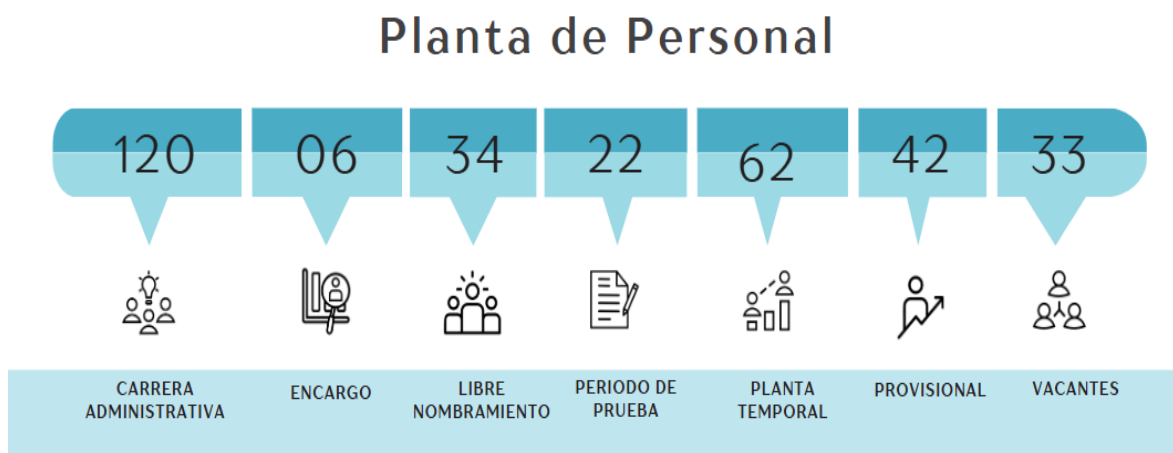 Planta de Personal
120 06 34 22 62 42 33
CARRERA
ADMINISTRATIVA
ENCARGO
LIBRE
NOMBRAMIENTO
PERIODO DE
PRUEBA
PLANTA
TEMPORAL
PROVISIONAL
VACANTES